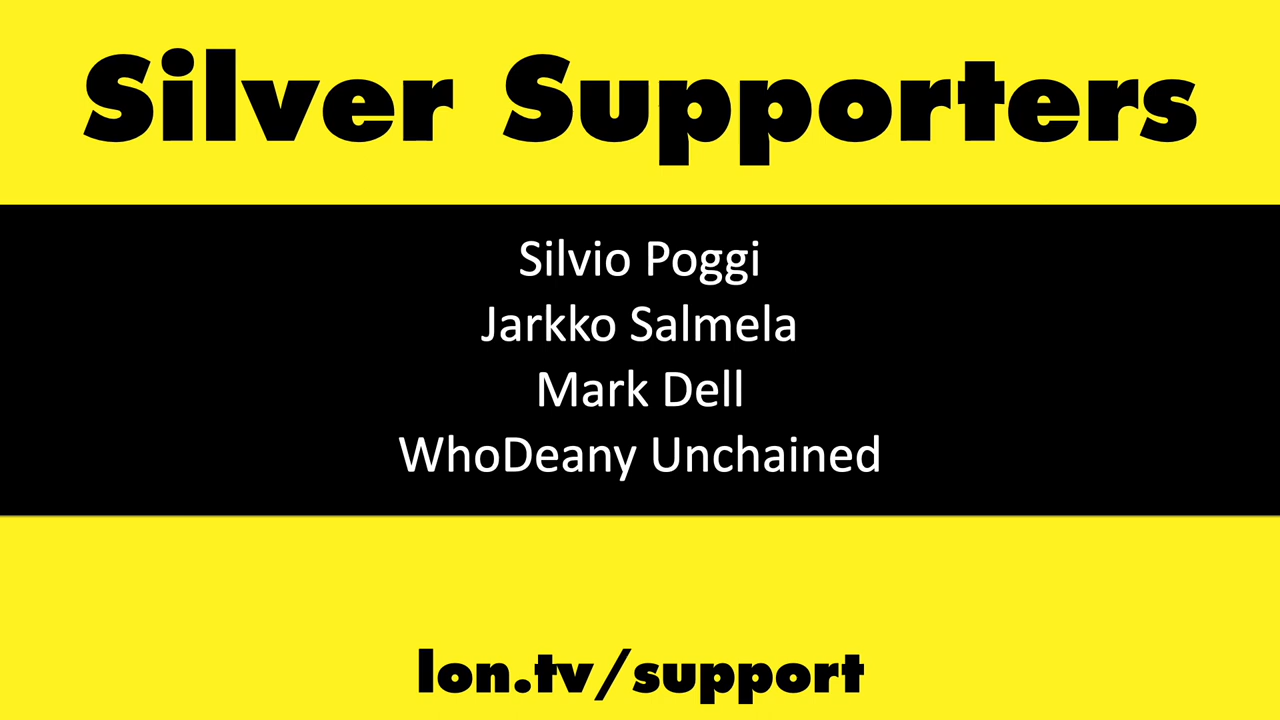 Silver Supporters
Silvio Poggi
Jarkko Salmela
Mark Dell
WhoDeany Unchained
lon.tv/support